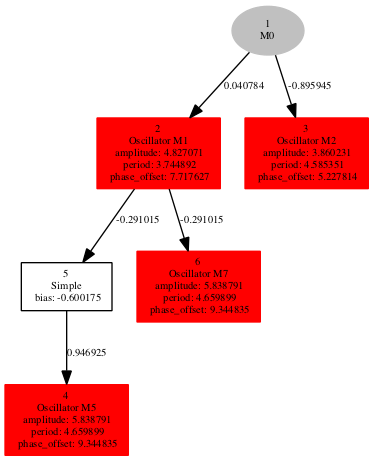 1
M0
0.040784
-0.895945
2
Oscillator M1
amplitude: 4.827071
period: 3.744892
phase_offset: 7.717627
3
Oscillator M2
amplitude: 3.860231
period: 4.585351
phase_offset: 5.227814
-0.291015
-0.291015
5
Simple
bias: -0.600175
6
Oscillator M7
amplitude: 5.838791
period: 4.659899
phase_offset: 9.344835
0.946925
4
Oscillator M5
amplitude: 5.838791
period: 4.659899
phase_offset: 9.344835